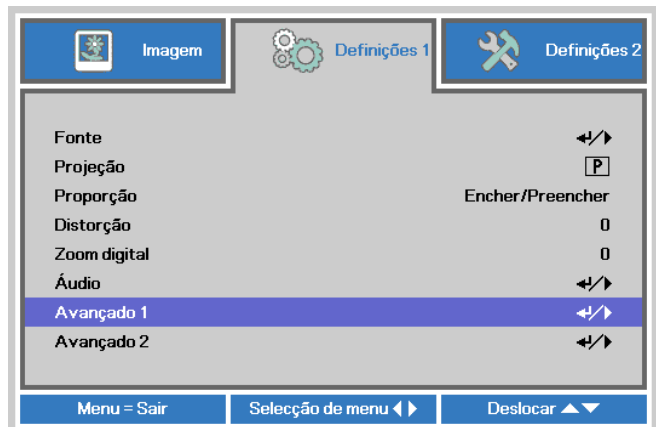 Imagem Definições 1 Definições 2
Fonte
Projeção P
Proporção Encher/Preencher
Distorção 0
Zoom digital 0
Áudio
Avançado 1
Avançado 2
Menu = Sair Selecção de menu Deslocar